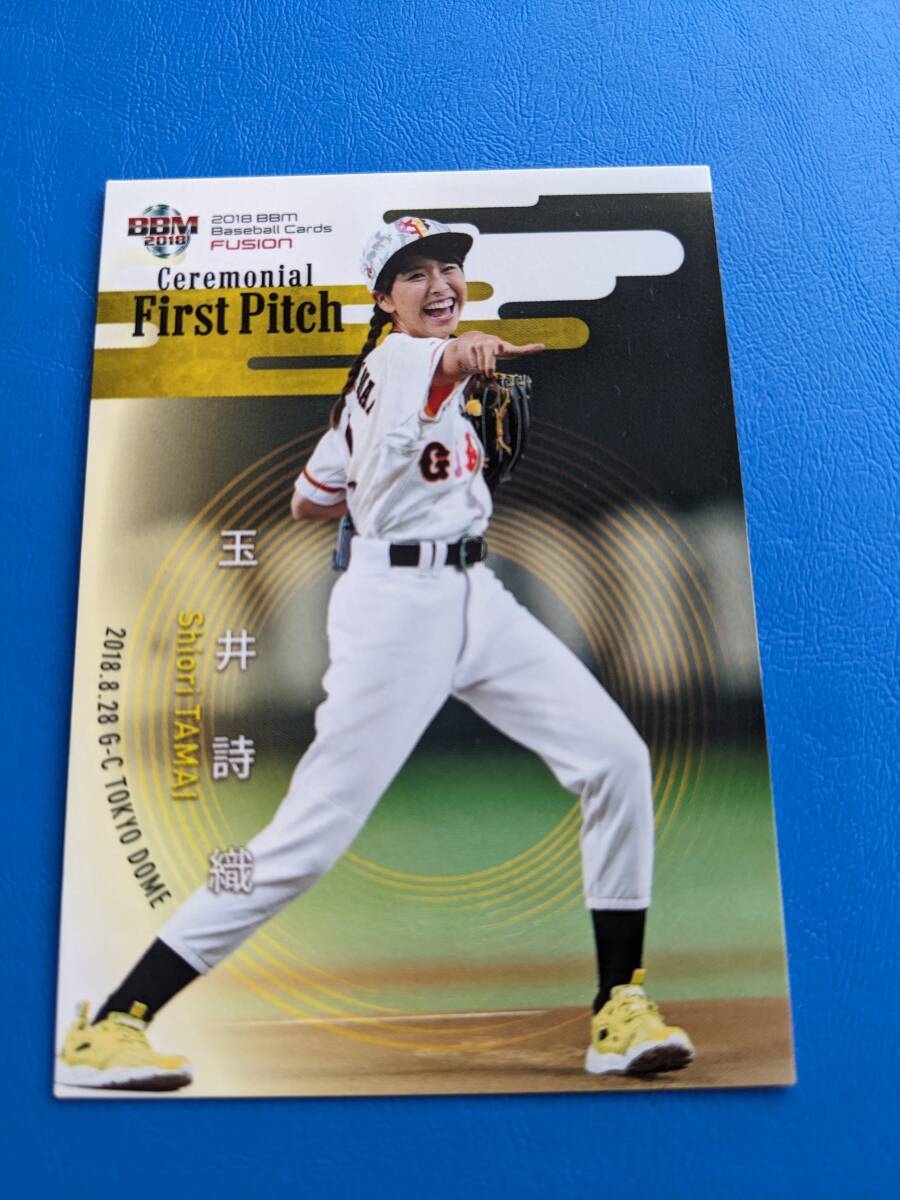 BBM
2018
2018 BBM
Baseball Cards
FUSION
Ceremonial
First Pitch
玉井詩織
Shiori TAMAI
2018.8.28 G-C TOKYO DOME